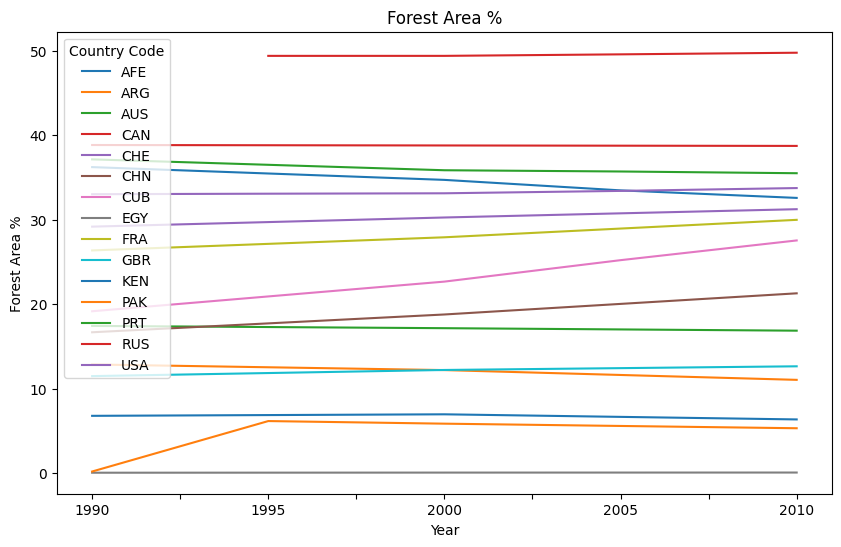 Forest Area %
Forest Area %
50
40
30
20
10
0
Country Code
AFE
ARG
AUS
CAN
CHE
CHN
CUB
EGY
FRA
GBR
KEN
PAK
PRT
RUS
USA
1990
1995
2000
2005
2010
Year